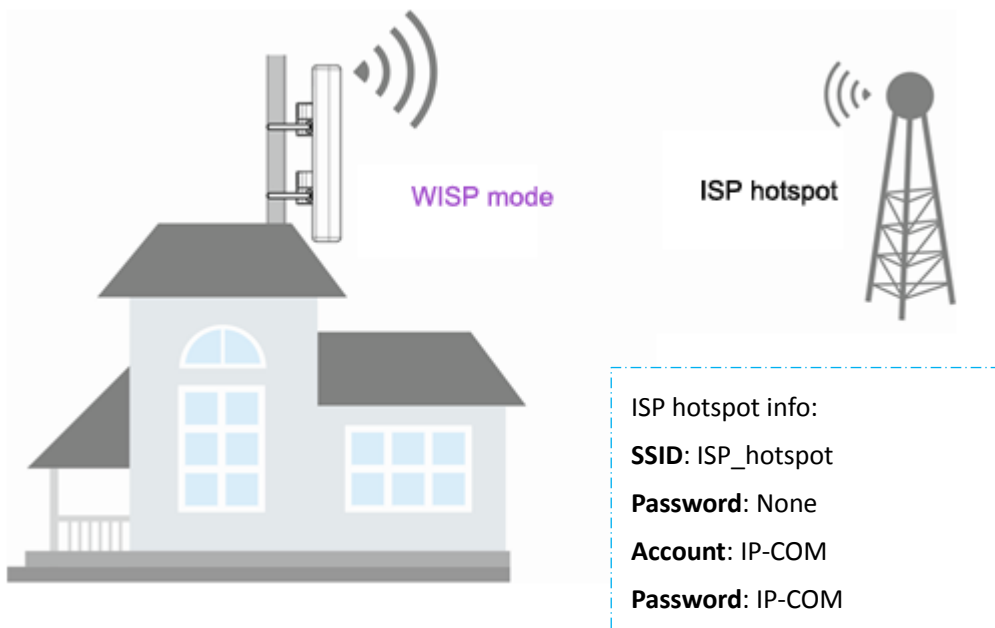 WISP mode
ISP hotspot
ISP hotspot info:
SSID: ISP_hotspot
Password: None
Account: IP-COM
Password: IP-COM